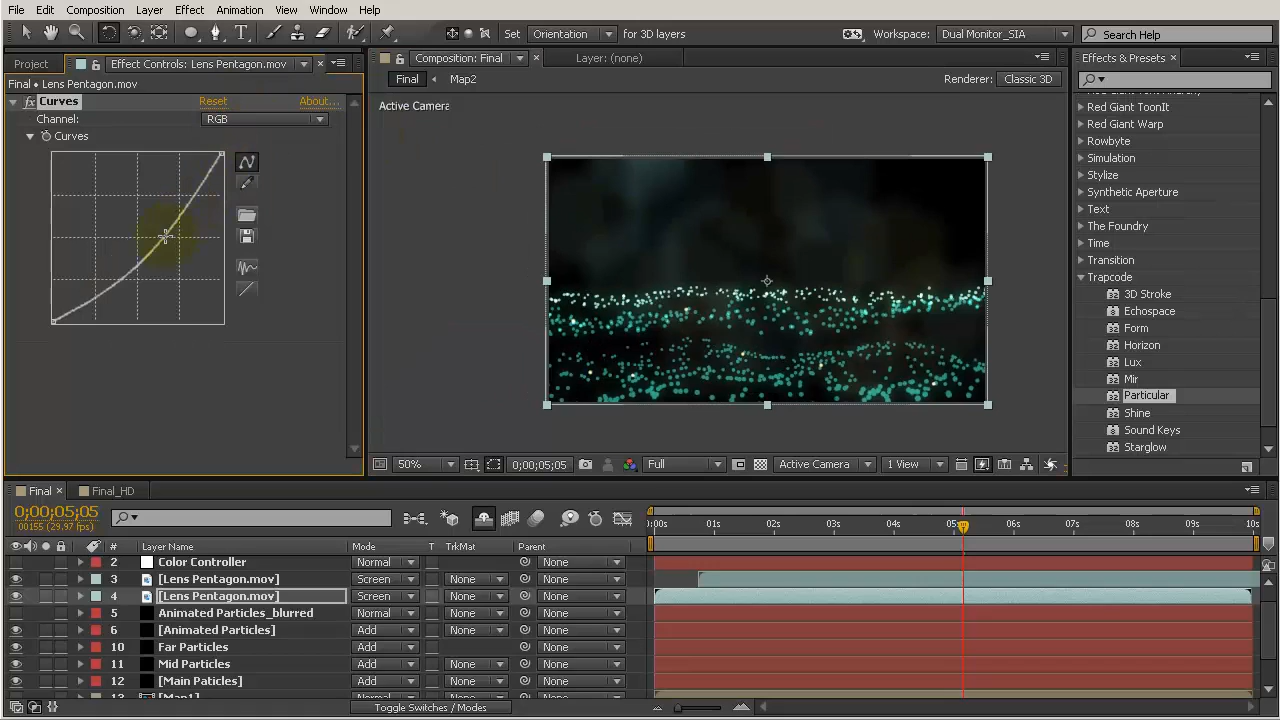 File Edit Composition Layer Effect Animation View Window Help
Set Orientation for 3D layers Workspace: Dual Monitor_SIA Search Help
Project Effect Controls: Lens Pentagon.mov Composition: Final Layer: (none) Effects & Presets
Final • Lens Pentagon.mov Final Map2 Renderer: Classic 3D
fx Curves Reset About...
Active Camera
Channel: RGB
Curves
Red Giant ToonIt
Red Giant Warp
Rowbyte
Simulation
Stylize
Synthetic Aperture
Text
The Foundry
Time
Transition
Trapcode
3D Stroke
Echospace
Form
Horizon
Lux
Mir
Particular
Shine
Sound Keys
Starglow
50% 0;00;05;05 Full Active Camera 1 View
Final Final_HD
0;00;05;05
00155 (29.97 fps)
:00s 01s 02s 03s 04s 05s 06s 07s 08s 09s 10s
# Layer Name Mode T TrkMat Parent
2 Color Controller Normal None
3 [Lens Pentagon.mov] Screen None None
4 [Lens Pentagon.mov] Screen None None
5 Animated Particles_blurred Normal None None
6 [Animated Particles] Add None None
10 Far Particles Add None
11 Mid Particles Add None None
12 [Main Paticles] Add None None
13 [Map1] Normal None None
Toggle Switches / Modes